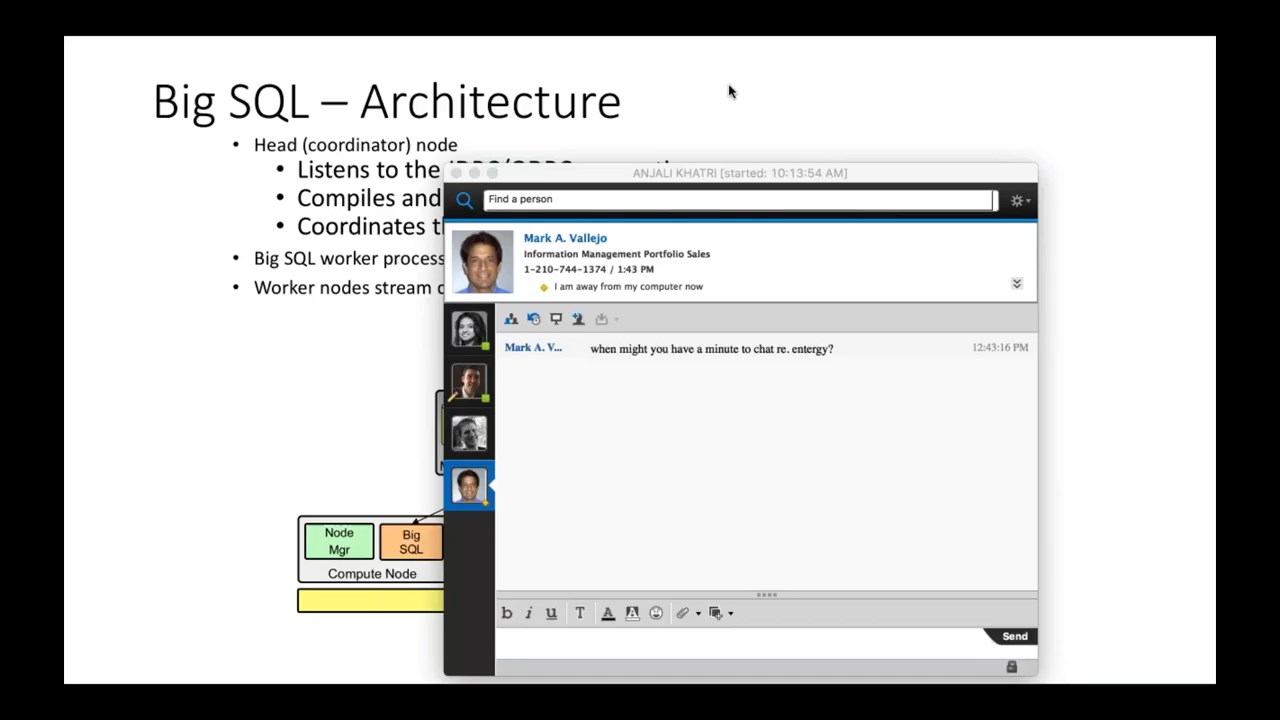 Big SQL – Architecture
• Head (coordinator) node
• Listens to the
• Compiles and
• Coordinates
• Big SQL worker process
• Worker nodes stream
ANJALI KHATRI [started: 10:13:54 AM]
Find a person
Mark A. Vallejo
Information Management Portfolio Sales
1-210-744-1374 / 1:43 PM
I am away from my computer now
Mark A. V... when might you have a minute to chat re. entergy? 12:43:16 PM
Node
Mgr
Big
SQL
Compute Node
b i u T A A
Send